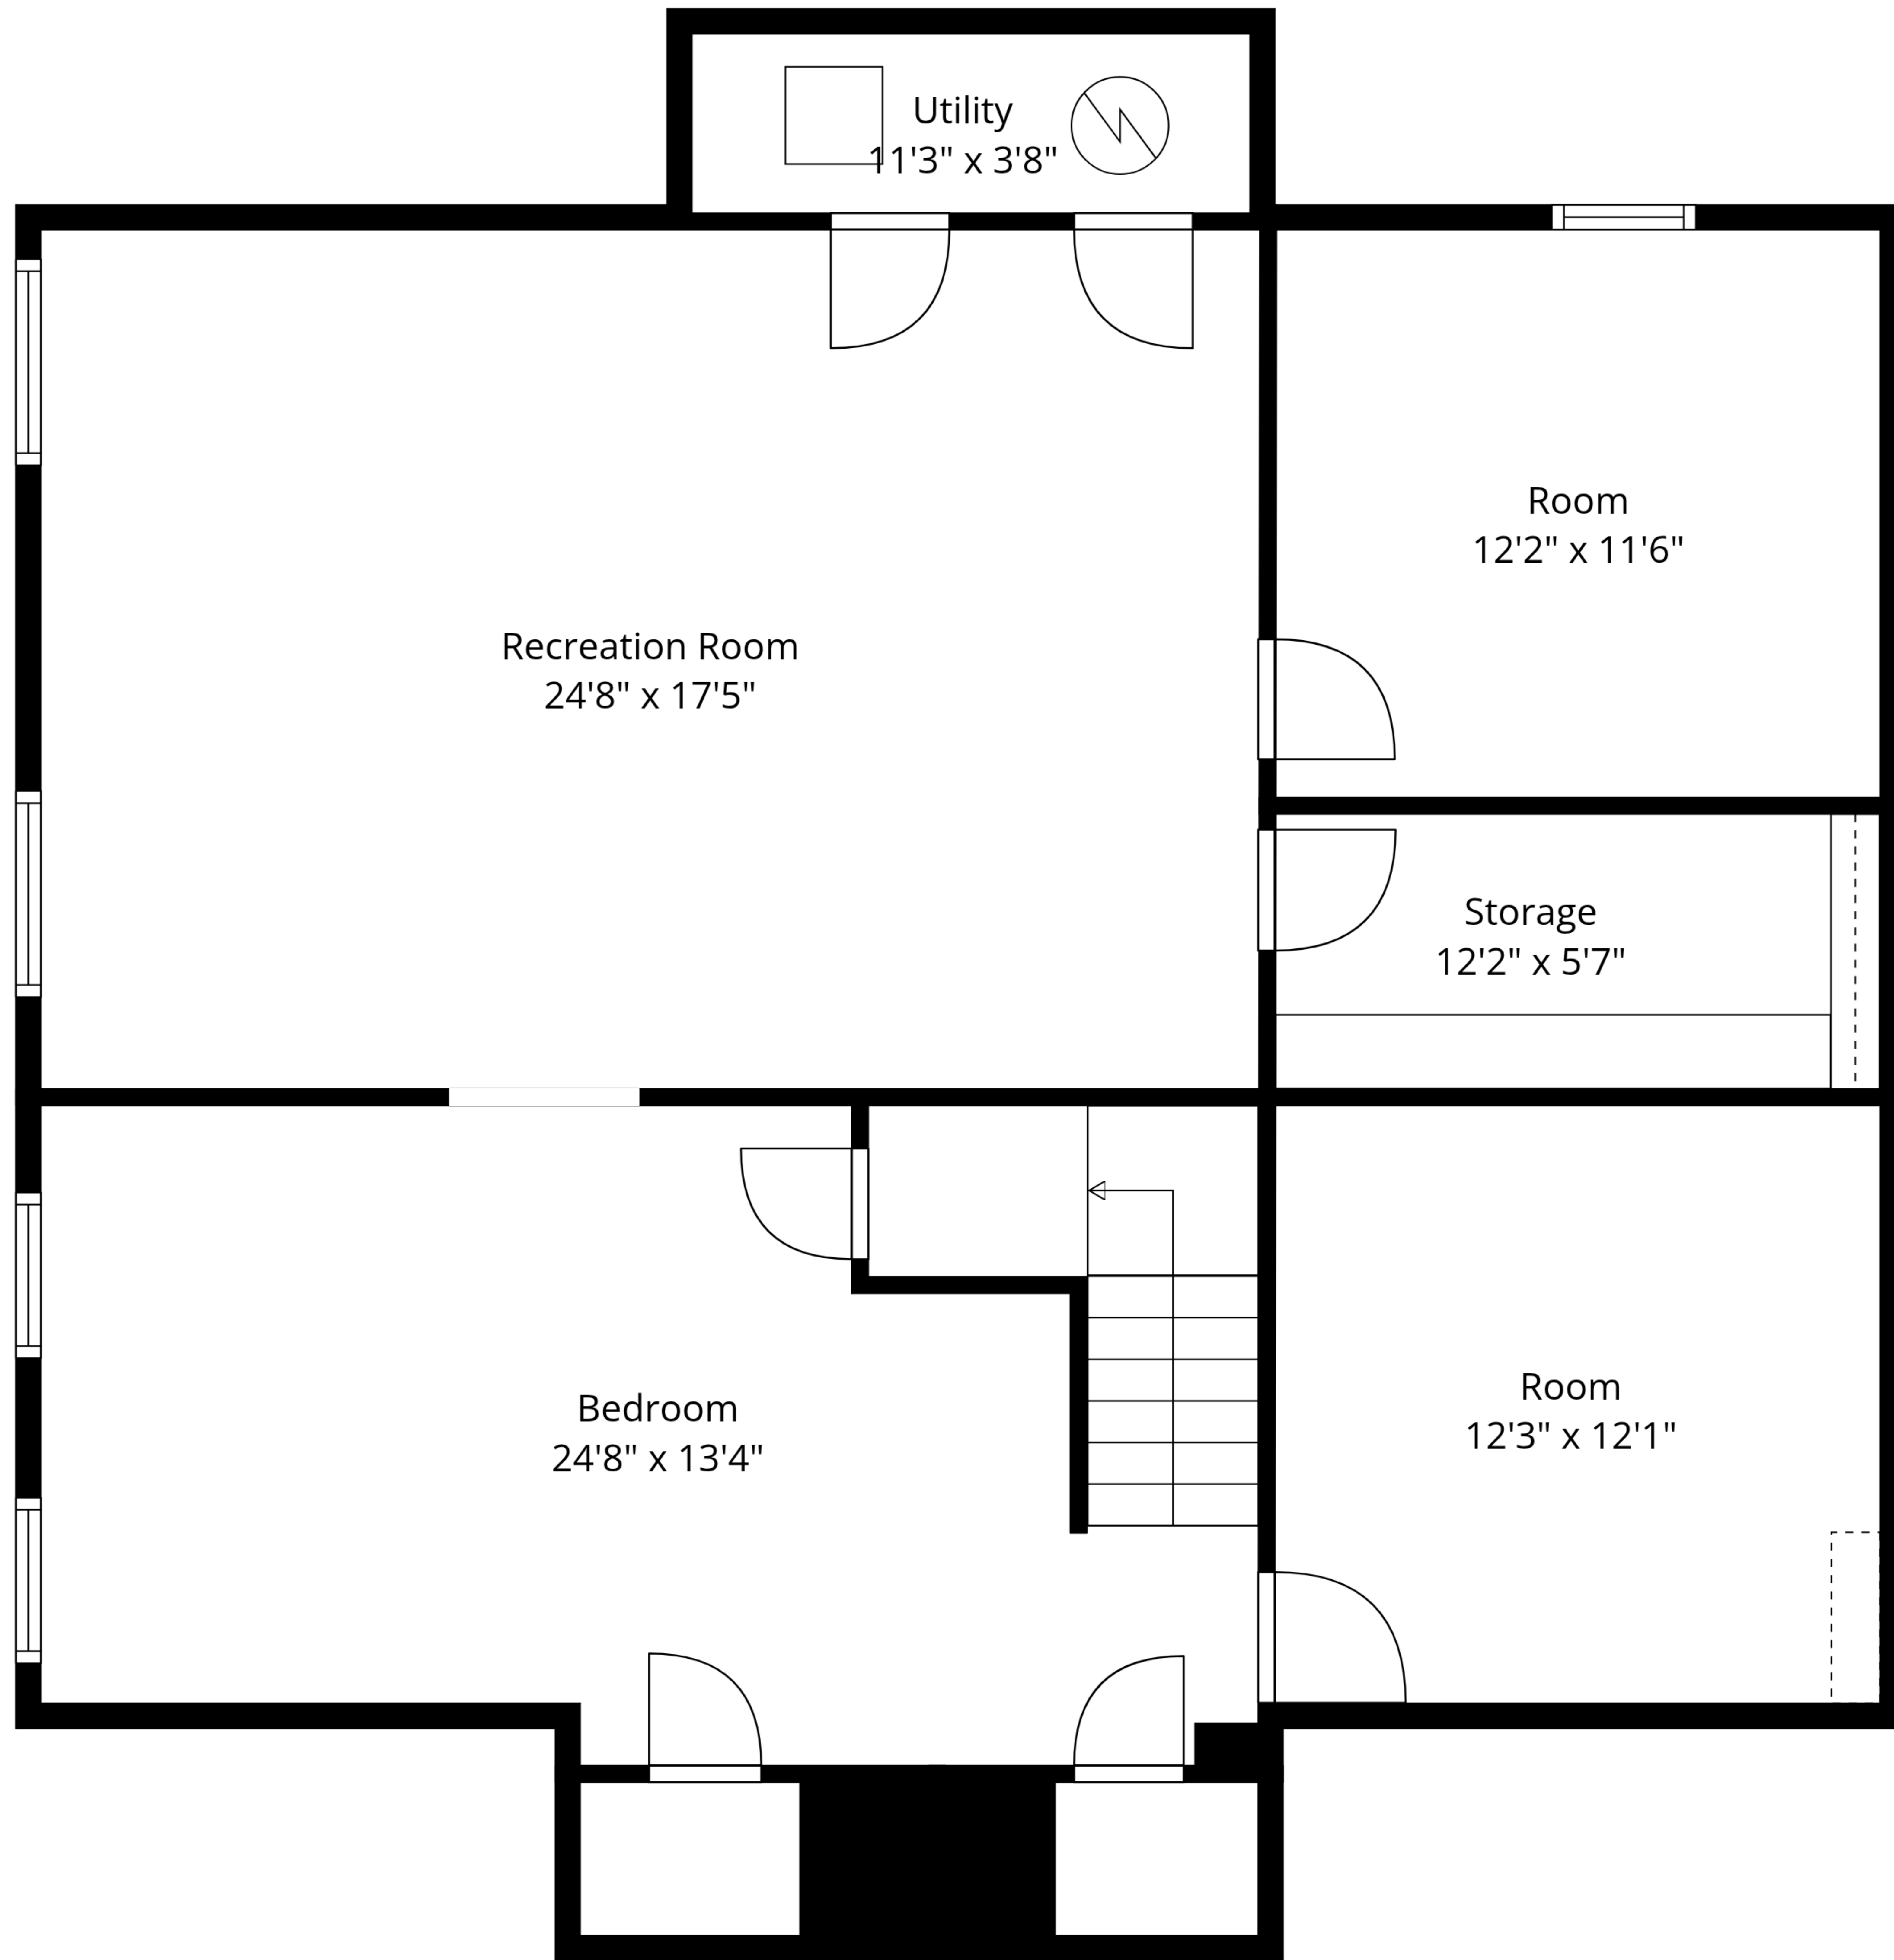 Utility
11'3" x 3'8"
Room
12'2" x 11'6"
Recreation Room
24'8" x 17'5"
Storage
12'2" x 5'7"
Room
12'3" x 12'1"
Bedroom
24'8" x 13'4"